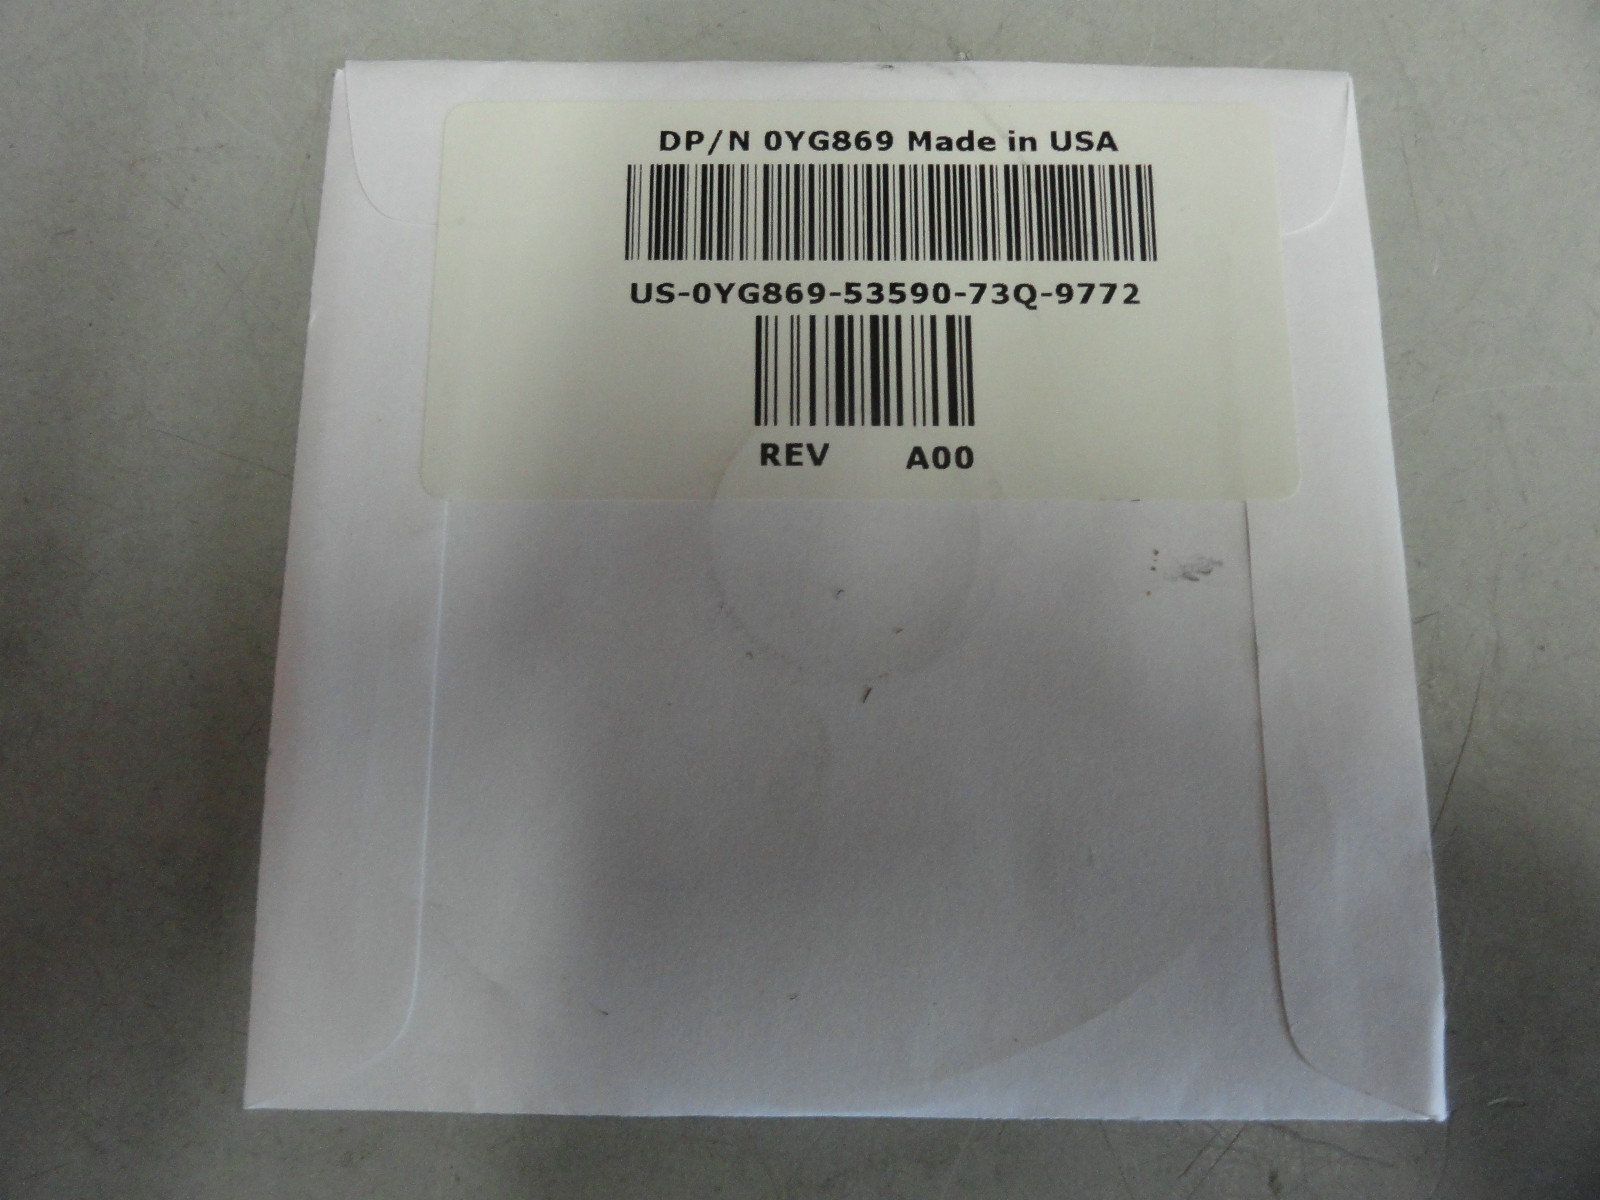 DP/N 0YG869 Made in USA
US-0YG869-53590-73Q-9772
REV A00